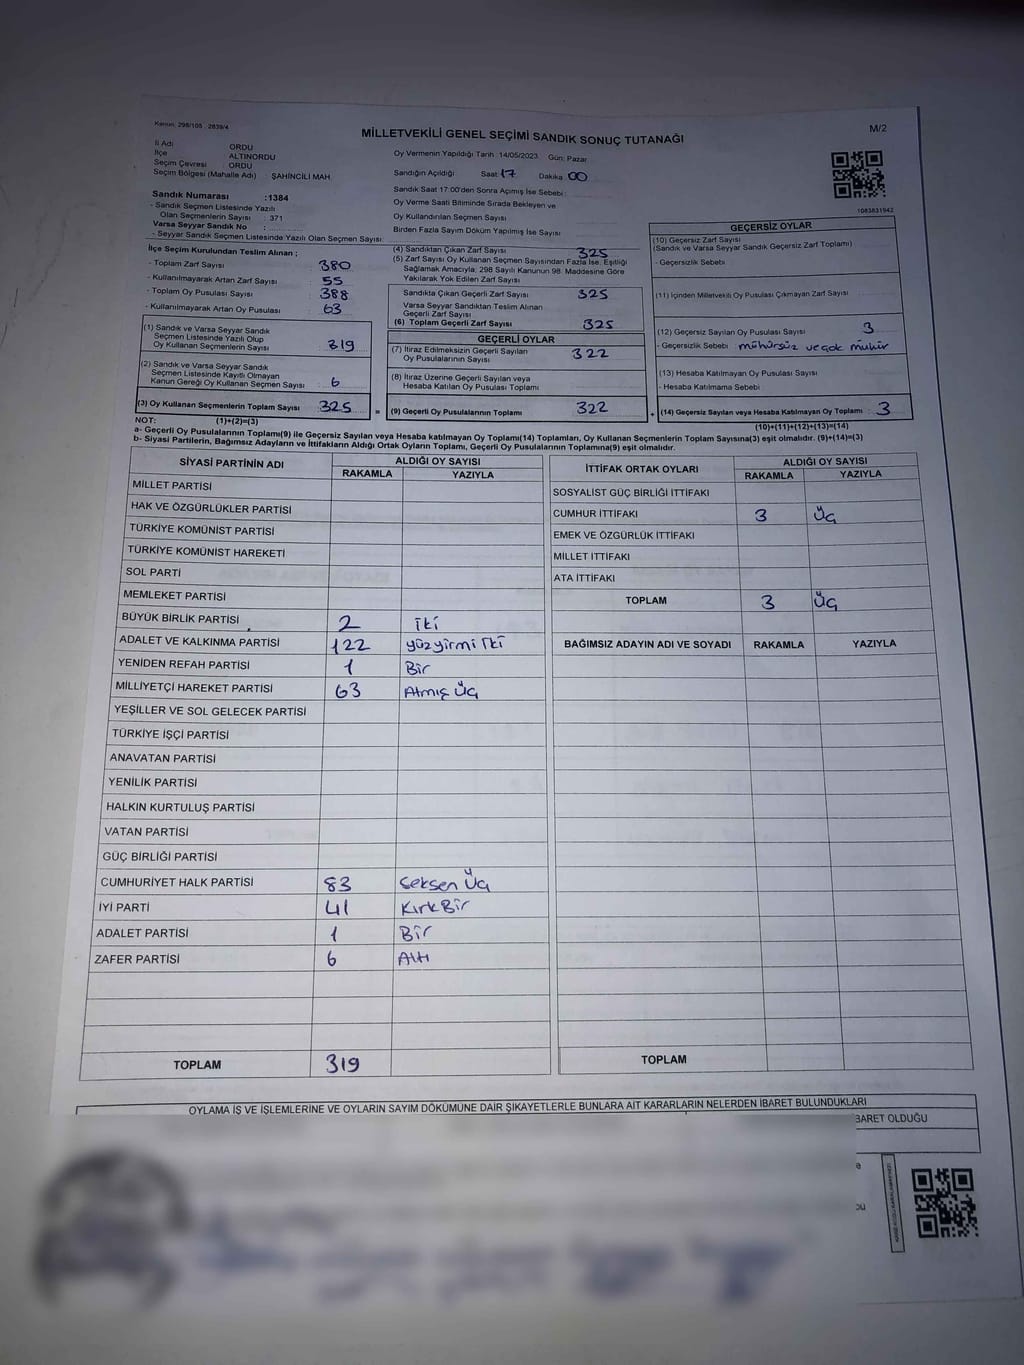 Kanun: 298/105 , 2839/4
MİLLETVEKİLİ GENEL SEÇİMİ SANDIK SONUÇ TUTANAĞI
M/2
İl Adı : ORDU
İlçe : ALTINORDU
Seçim Çevresi : ORDU
Seçim Bölgesi (Mahalle Adı) : ŞAHİNCİLİ MAH.
Sandık Numarası :1384
- Sandık Seçmen Listesinde Yazılı
Olan Seçmenlerin Sayısı : 371
Varsa Seyyar Sandık No :
- Seyyar Sandık Seçmen Listesinde Yazılı Olan Seçmen Sayısı:
Oy Vermenin Yapıldığı Tarih :14/05/2023 Gün: Pazar
Sandığın Açıldığı Saat: 17 Dakika 00
Sandık Saat 17:00'den Sonra Açımış İse Sebebi :
Oy Verme Saati Bitiminde Sırada Bekleyen ve
Oy Kullandırılan Seçmen Sayısı
Birden Fazla Sayım Döküm Yapılmış İse Sayısı
1083831942
İlçe Seçim Kurulundan Teslim Alınan ;
- Toplam Zarf Sayısı : 380
- Kullanılmayarak Artan Zarf Sayısı : 55
- Toplam Oy Pusulası Sayısı : 388
- Kullanılmayarak Artan Oy Pusulası : 63
(1) Sandık ve Varsa Seyyar Sandık
Seçmen Listesinde Yazılı Olup
Oy Kullanan Seçmenlerin Sayısı : 319
(2) Sandık ve Varsa Seyyar Sandık
Seçmen Listesinde Kayıtlı Olmayan
Kanun Gereği Oy Kullanan Seçmen Sayısı : 6
(3) Oy Kullanan Seçmenlerin Toplam Sayısı : 325
(1)+(2)=(3)
(4) Sandıktan Çıkan Zarf Sayısı : 325
(5) Zarf Sayısı Oy Kullanan Seçmen Sayısından Fazla İse, Eşitliği
Sağlamak Amacıyla; 298 Sayılı Kanunun 98. Maddesine Göre
Yakılarak Yok Edilen Zarf Sayısı
Sandıkta Çıkan Geçerli Zarf Sayısı : 325
Varsa Seyyar Sandıktan Teslim Alınan
Geçerli Zarf Sayısı
(6) Toplam Geçerli Zarf Sayısı : 325
GEÇERLİ OYLAR
(7) İtiraz Edilmeksizin Geçerli Sayılan
Oy Pusulalarının Sayısı : 322
(8) İtiraz Üzerine Geçerli Sayılan veya
Hesaba Katılan Oy Pusulası Toplamı
= (9) Geçerli Oy Pusulalarının Toplamı : 322
GEÇERSİZ OYLAR
(10) Geçersiz Zarf Sayısı
(Sandık ve Varsa Seyyar Sandık Geçersiz Zarf Toplamı)
- Geçersizlik Sebebi
(11) İçinden Milletvekili Oy Pusulası Çıkmayan Zarf Sayısı
(12) Geçersiz Sayılan Oy Pusulası Sayısı : 3
- Geçersizlik Sebebi : mühürsüz ve çok mühür
(13) Hesaba Katılmayan Oy Pusulası Sayısı
- Hesaba Katılmama Sebebi
+ (14) Geçersiz Sayılan veya Hesaba Katılmayan Oy Toplamı : 3
(10)+(11)+(12)+(13)=(14)
NOT:
a- Geçerli Oy Pusulalarının Toplamı(9) ile Geçersiz Sayılan veya Hesaba katılmayan Oy Toplamı(14) Toplamları, Oy Kullanan Seçmenlerin Toplam Sayısına(3) eşit olmalıdır. (9)+(14)=(3)
b- Siyasi Partilerin, Bağımsız Adayların ve İttifakların Aldığı Ortak Oyların Toplamı, Geçerli Oy Pusulalarının Toplamına(9) eşit olmalıdır.
SİYASİ PARTİNİN ADI ALDIĞI OY SAYISI
RAKAMLA YAZIYLA
MİLLET PARTİSİ
HAK VE ÖZGÜRLÜKLER PARTİSİ
TÜRKİYE KOMÜNİST PARTİSİ
TÜRKİYE KOMÜNİST HAREKETİ
SOL PARTİ
MEMLEKET PARTİSİ
BÜYÜK BİRLİK PARTİSİ 2 iki
ADALET VE KALKINMA PARTİSİ 122 yüzyirmi iki
YENİDEN REFAH PARTİSİ 1 Bir
MİLLİYETÇİ HAREKET PARTİSİ 63 Atmış Üç
YEŞİLLER VE SOL GELECEK PARTİSİ
TÜRKİYE İŞÇİ PARTİSİ
ANAVATAN PARTİSİ
YENİLİK PARTİSİ
HALKIN KURTULUŞ PARTİSİ
VATAN PARTİSİ
GÜÇ BİRLİĞİ PARTİSİ
CUMHURİYET HALK PARTİSİ 83 Seksen Üç
İYİ PARTİ 41 Kırk Bir
ADALET PARTİSİ 1 Bir
ZAFER PARTİSİ 6 Altı
TOPLAM 319
İTTİFAK ORTAK OYLARI ALDIĞI OY SAYISI
RAKAMLA YAZIYLA
SOSYALİST GÜÇ BİRLİĞİ İTTİFAKI
CUMHUR İTTİFAKI 3 Üç
EMEK VE ÖZGÜRLÜK İTTİFAKI
MİLLET İTTİFAKI
ATA İTTİFAKI
TOPLAM 3 Üç
BAĞIMSIZ ADAYIN ADI VE SOYADI RAKAMLA YAZIYLA
TOPLAM
OYLAMA İŞ VE İŞLEMLERİNE VE OYLARIN SAYIM DÖKÜMÜNE DAİR ŞİKAYETLERLE BUNLARA AİT KARARLARIN NELERDEN İBARET BULUNDUKLARI
BARET OLDUĞU